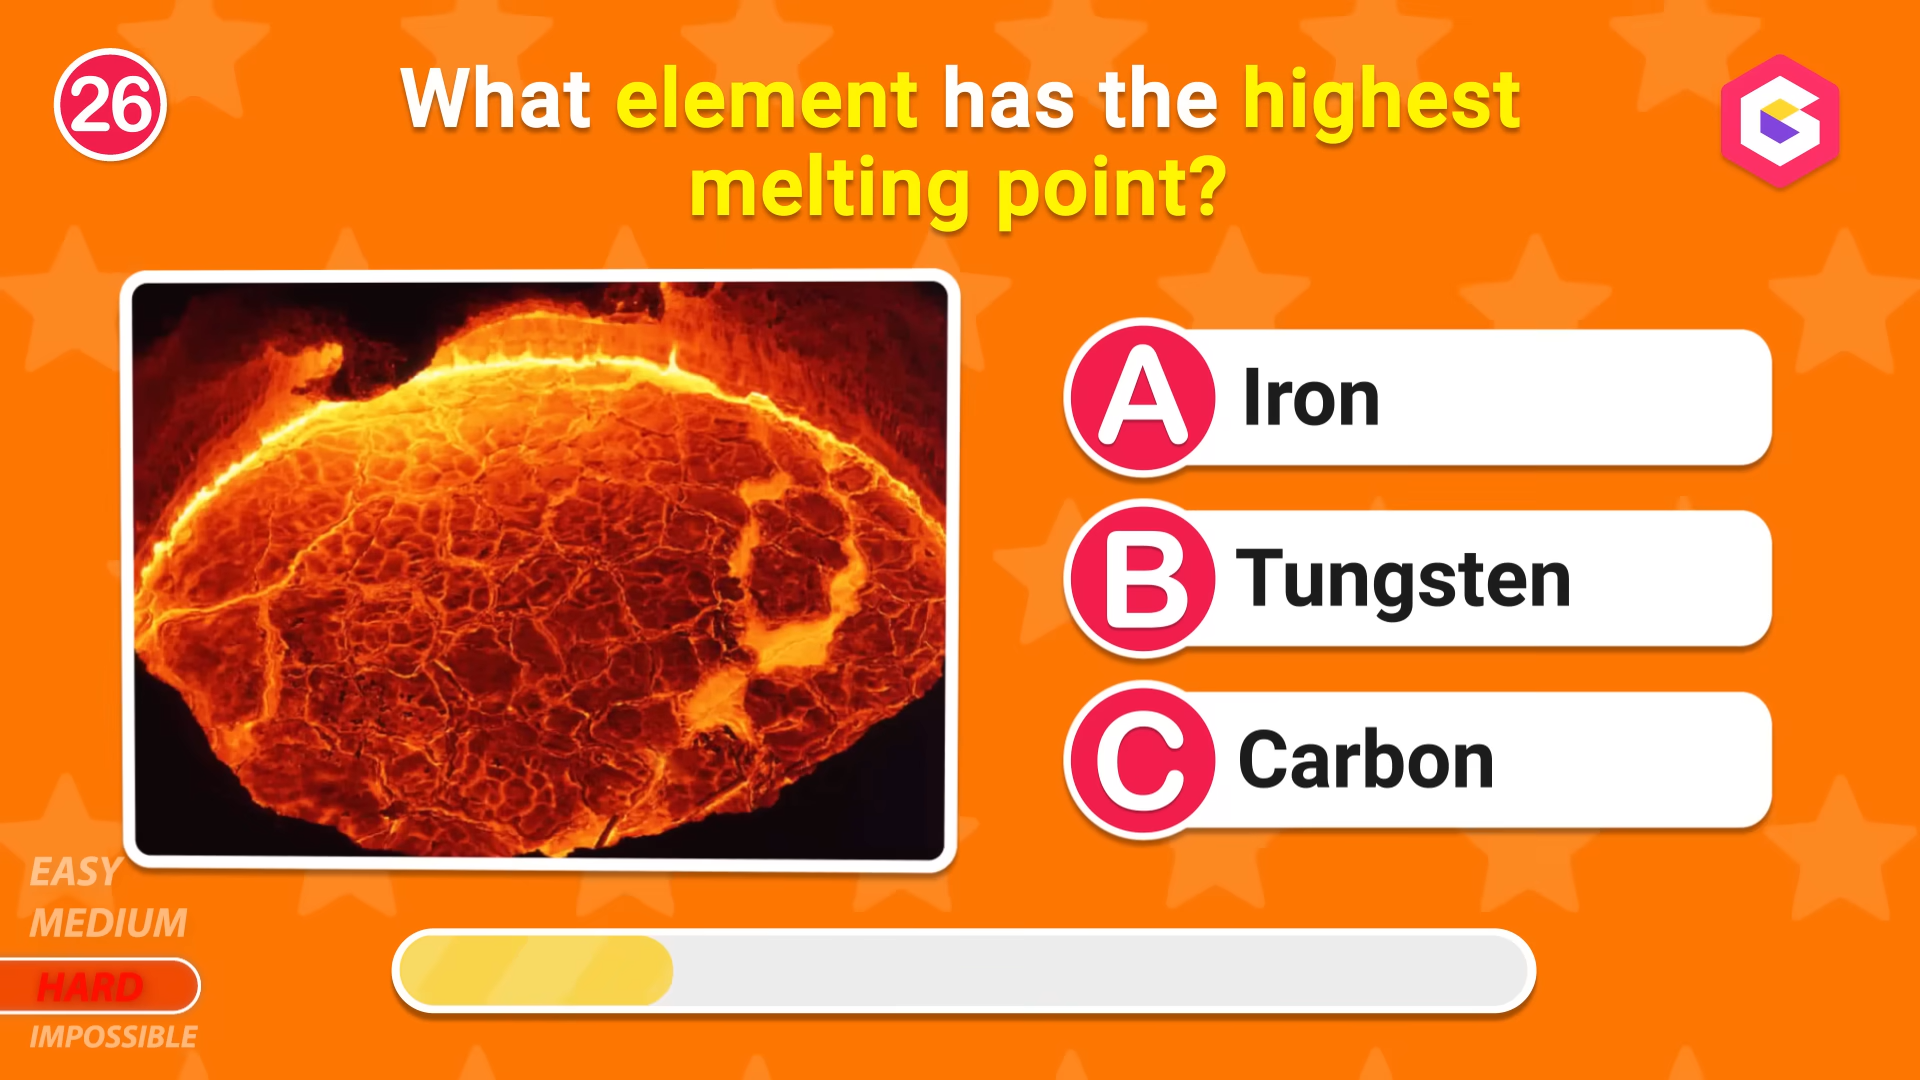 26
What element has the highest
melting point?
A Iron
B Tungsten
C Carbon
EASY
MEDIUM
HARD
IMPOSSIBLE